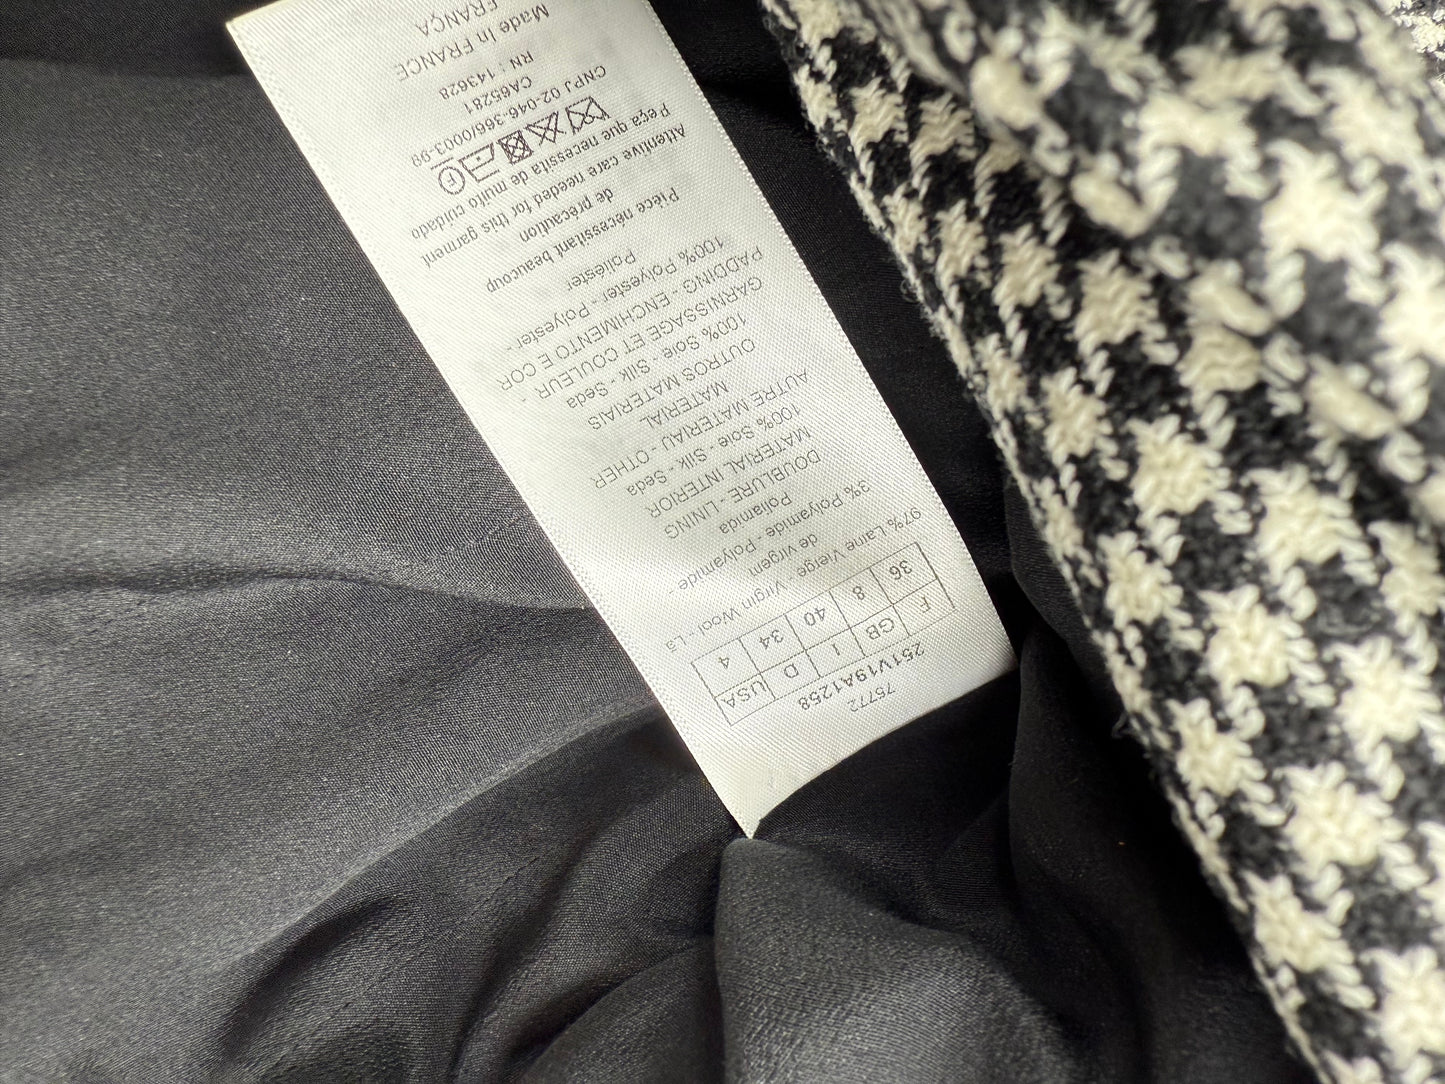 75772
251V19A1258
F GB I D USA
36 8 40 34 4
97% Laine Vierge - Virgin Wool - Lã
de Virgem
3% Polyamide - Polyamide -
Poliamida
DOUBLURE - LINING
MATERIAL INTERIOR
100% Soie - Silk - Seda
AUTRE MATERIAU - OTHER
MATERIAL
OUTROS MATERIAIS
100% Soie - Silk - Seda
GARNISSAGE ET COULEUR -
PADDING - ENCHIMENTO E COR
100% Polyester - Polyester -
Poliéster
Pièce nécessitant beaucoup
de précaution
Attentive care needed for this garment
Peça que necessita de muito cuidado
F
CNPJ 02-046-366/0003-99
CA65281
RN : 143628
Made In FRANCE
FRANÇA